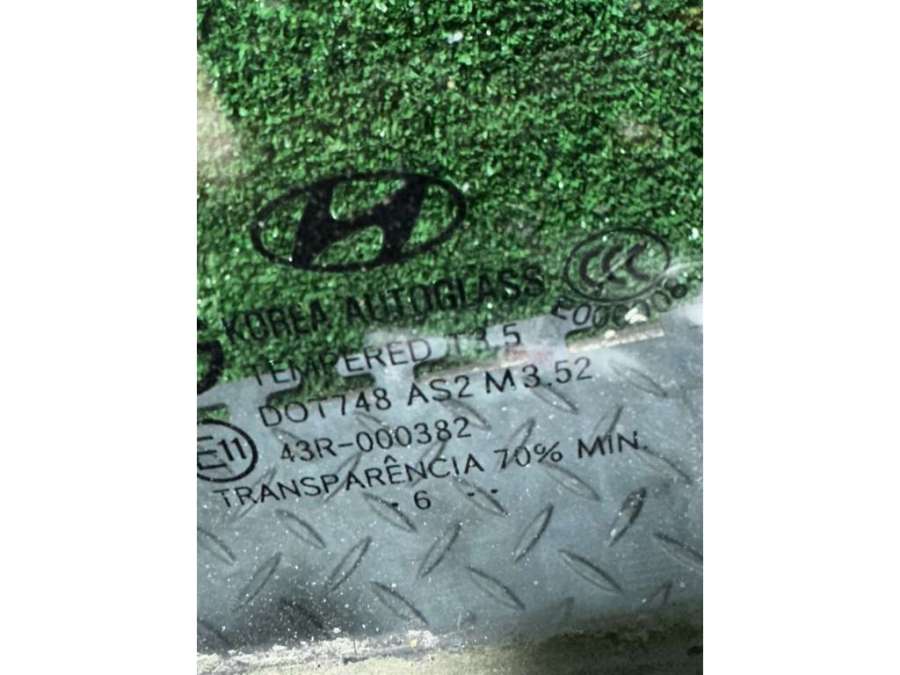 KOREA AUTOGLASS
TEMPERED T3.5
DOT748 AS2 M3.52
E11
43R-000382
TRANSPARÊNCIA 70% MIN.
- 6 - -